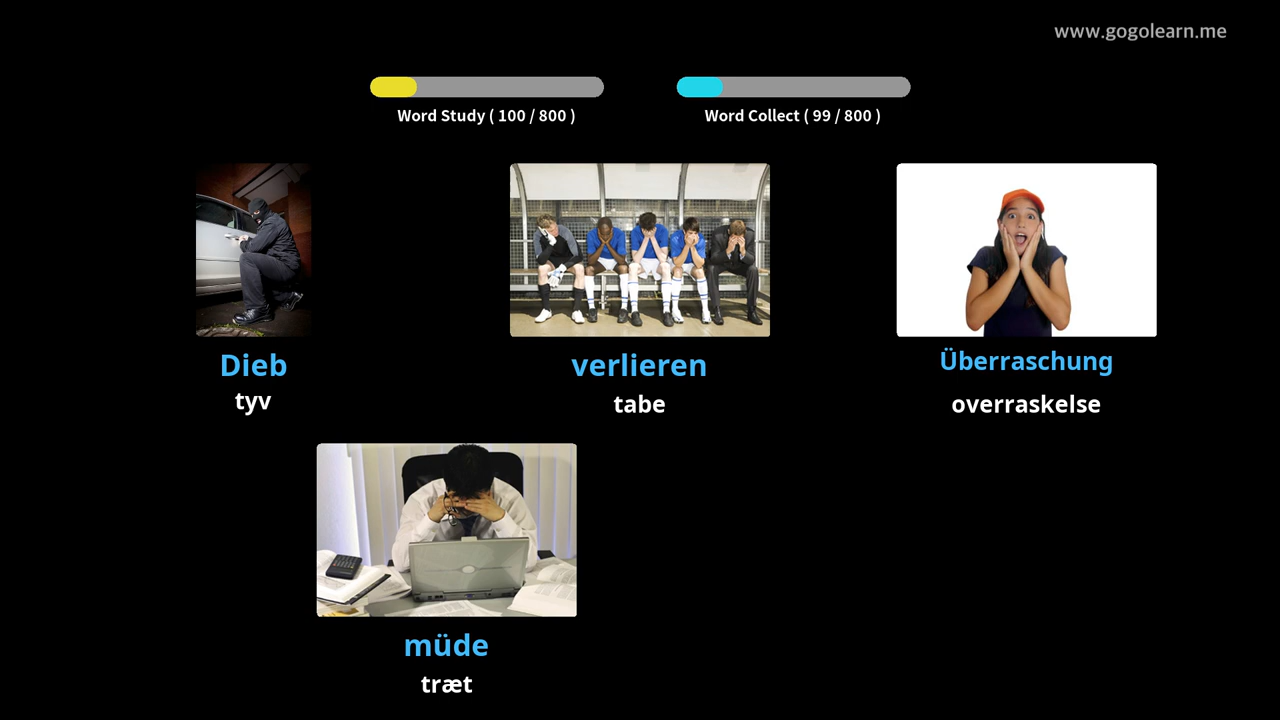 www.gogolearn.me
Word Study ( 100 / 800 )
Word Collect ( 99 / 800 )
Dieb
tyv
verlieren
tabe
Überraschung
overraskelse
müde
træt